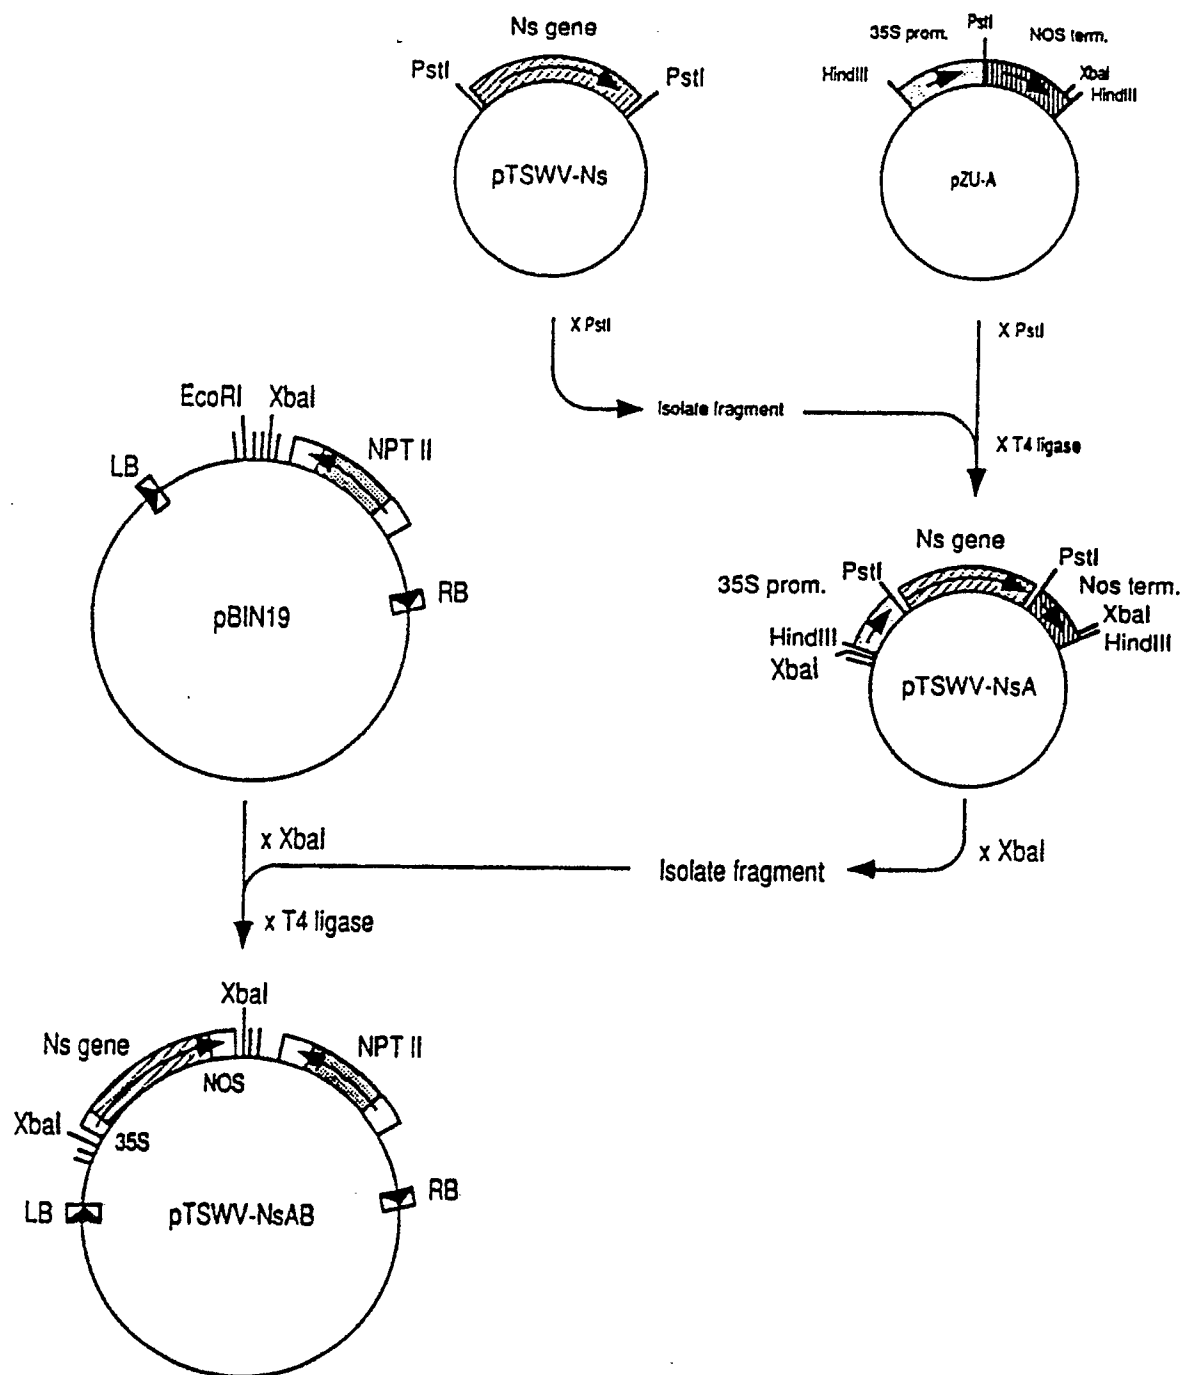 Ns gene
PstI
PstI
pTSWV-Ns
35S prom.
PstI
NOS term.
HindIII
XbaI
HindIII
pZU-A
X PstI
X PstI
Isolate fragment
X T4 ligase
EcoRI
XbaI
NPT II
LB
RB
pBIN19
Ns gene
35S prom.
PstI
PstI
Nos term.
XbaI
HindIII
HindIII
XbaI
pTSWV-NsA
x XbaI
x XbaI
Isolate fragment
x T4 ligase
XbaI
Ns gene
NPT II
NOS
XbaI
35S
LB
RB
pTSWV-NsAB